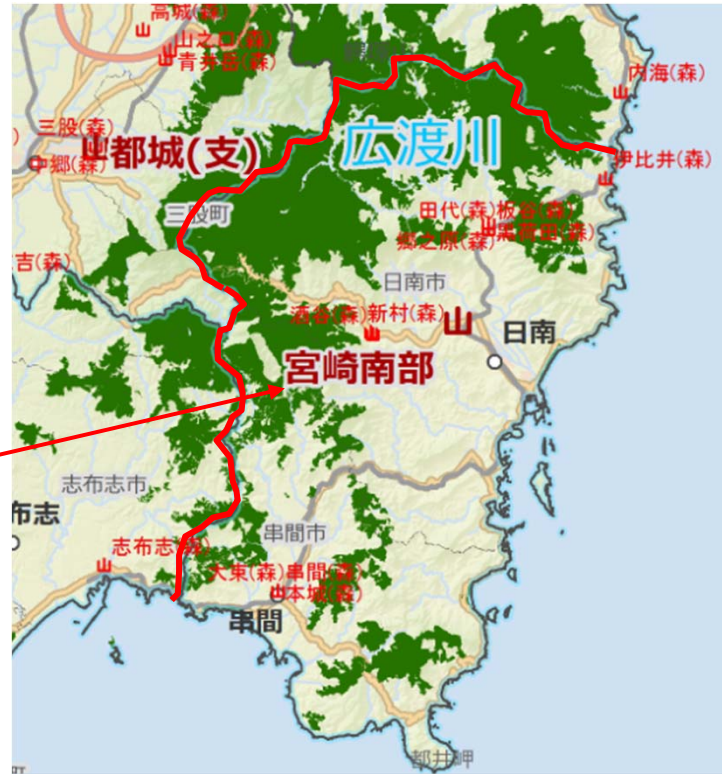 高城(森)
山之口(森)
青井岳(森)
内海(森)
三股(森)
都城(支)
中郷(森)
広渡川
伊比井(森)
三股町
田代(森)板谷(森)
郷之原(森)黒荷田(森)
吉(森)
日南市
酒谷(森)新村(森)
日南
宮崎南部
志布志市
布志
串間市
志布志(森)
大東(森)串間(森)
本城(森)
串間
都井岬
町